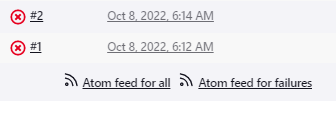 #2 Oct 8, 2022, 6:14 AM
#1 Oct 8, 2022, 6:12 AM
Atom feed for all Atom feed for failures